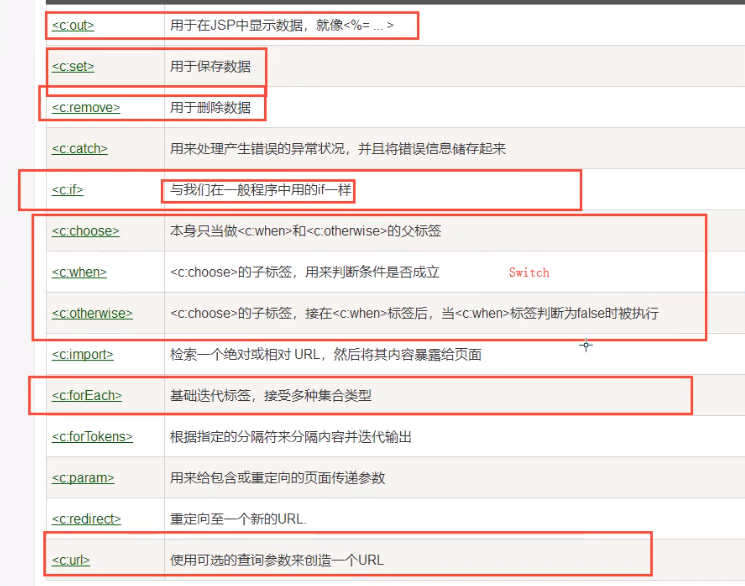 <c:out> 用于在JSP中显示数据，就像<%= ... >
<c:set> 用于保存数据
<c:remove> 用于删除数据
<c:catch> 用来处理产生错误的异常状况，并且将错误信息储存起来
<c:if> 与我们在一般程序中用的if一样
<c:choose> 本身只当做<c:when>和<c:otherwise>的父标签
<c:when> <c:choose>的子标签，用来判断条件是否成立 Switch
<c:otherwise> <c:choose>的子标签，接在<c:when>标签后，当<c:when>标签判断为false时被执行
<c:import> 检索一个绝对或相对 URL，然后将其内容暴露给页面
<c:forEach> 基础迭代标签，接受多种集合类型
<c:forTokens> 根据指定的分隔符来分隔内容并迭代输出
<c:param> 用来给包含或重定向的页面传递参数
<c:redirect> 重定向至一个新的URL.
<c:url> 使用可选的查询参数来创造一个URL